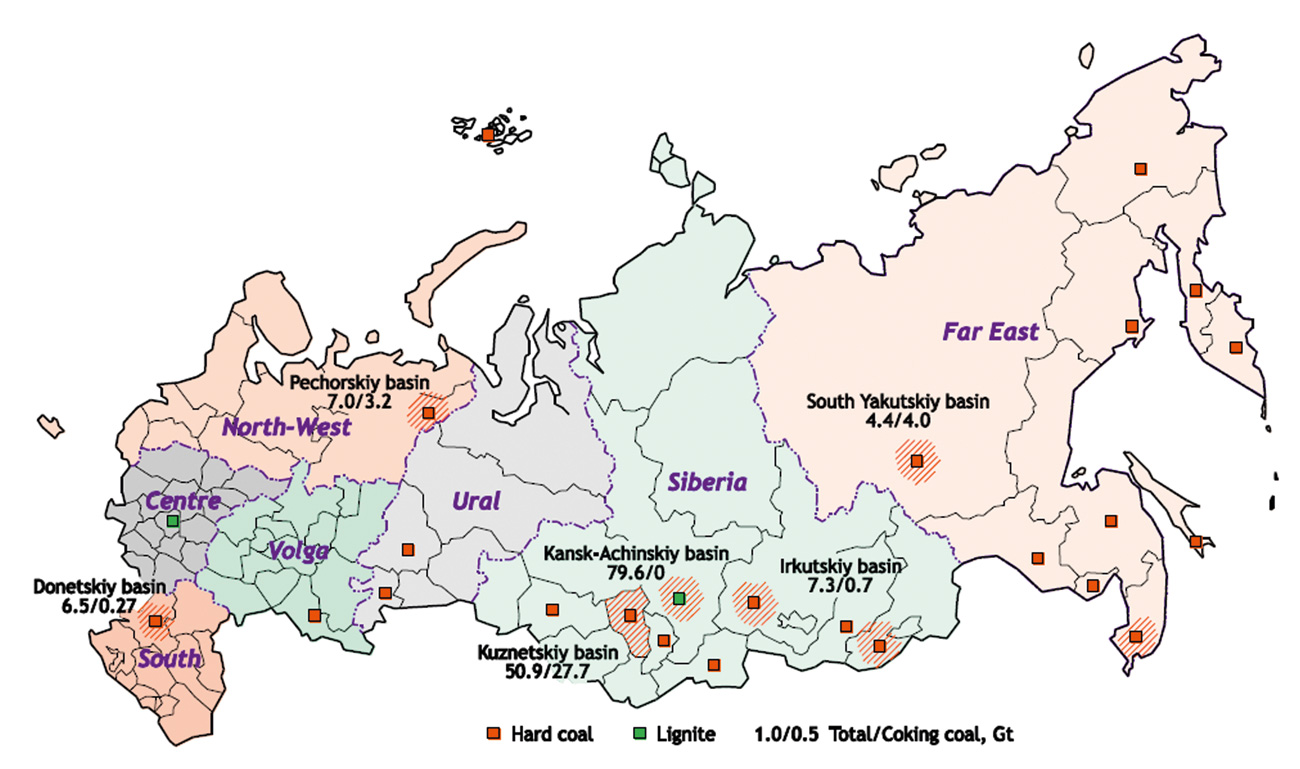 Far East
Pechorskiy basin
7.0/3.2
South Yakutskiy basin
4.4/4.0
North-West
Siberia
Centre
Ural
Volga
Kansk-Achinskiy basin
79.6/0
Irkutskiy basin
7.3/0.7
Donetskiy basin
6.5/0.27
Kuznetskiy basin
50.9/27.7
South
Hard coal
Lignite
1.0/0.5 Total/Coking coal, Gt